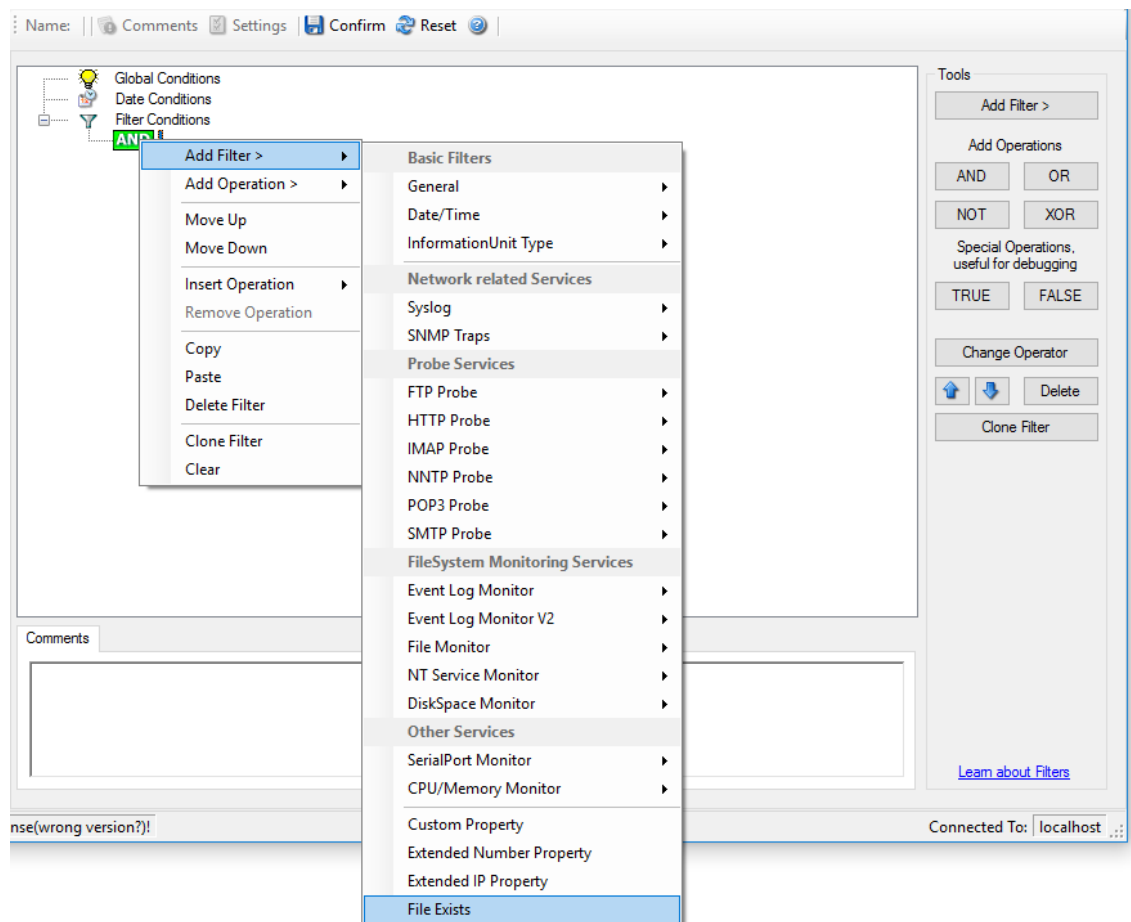 Name: Comments Settings Confirm Reset
Global Conditions
Date Conditions
Filter Conditions
AND
Add Filter >
Add Operation >
Move Up
Move Down
Insert Operation
Remove Operation
Copy
Paste
Delete Filter
Clone Filter
Clear
Basic Filters
General
Date/Time
InformationUnit Type
Network related Services
Syslog
SNMP Traps
Probe Services
FTP Probe
HTTP Probe
IMAP Probe
NNTP Probe
POP3 Probe
SMTP Probe
FileSystem Monitoring Services
Event Log Monitor
Event Log Monitor V2
File Monitor
NT Service Monitor
DiskSpace Monitor
Other Services
SerialPort Monitor
CPU/Memory Monitor
Custom Property
Extended Number Property
Extended IP Property
File Exists
Tools
Add Filter >
Add Operations
AND OR
NOT XOR
Special Operations,
useful for debugging
TRUE FALSE
Change Operator
Delete
Clone Filter
Learn about Filters
Comments
nse(wrong version?)!
Connected To: localhost